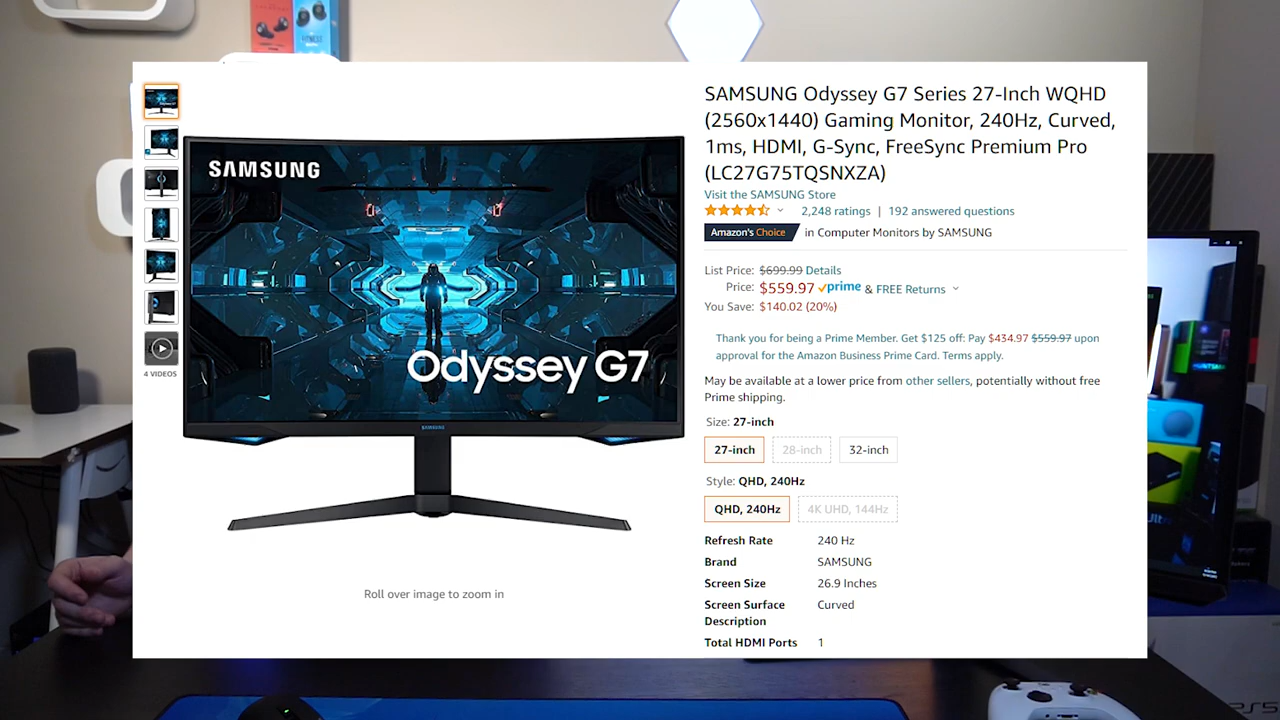 SAMSUNG Odyssey G7 Series 27-Inch WQHD
(2560x1440) Gaming Monitor, 240Hz, Curved,
1ms, HDMI, G-Sync, FreeSync Premium Pro
(LC27G75TQSNXZA)
Visit the SAMSUNG Store
2,248 ratings | 192 answered questions
Amazon's Choice in Computer Monitors by SAMSUNG
List Price: $699.99 Details
Price: $559.97 prime & FREE Returns
You Save: $140.02 (20%)
Thank you for being a Prime Member. Get $125 off: Pay $434.97 $559.97 upon
approval for the Amazon Business Prime Card. Terms apply.
May be available at a lower price from other sellers, potentially without free
Prime shipping.
Size: 27-inch
27-inch 28-inch 32-inch
Style: QHD, 240Hz
QHD, 240Hz 4K UHD, 144Hz
Refresh Rate 240 Hz
Brand SAMSUNG
Screen Size 26.9 Inches
Screen Surface Curved
Description
Total HDMI Ports 1
SAMSUNG
Odyssey G7
SAMSUNG
4 VIDEOS
Roll over image to zoom in
PS5